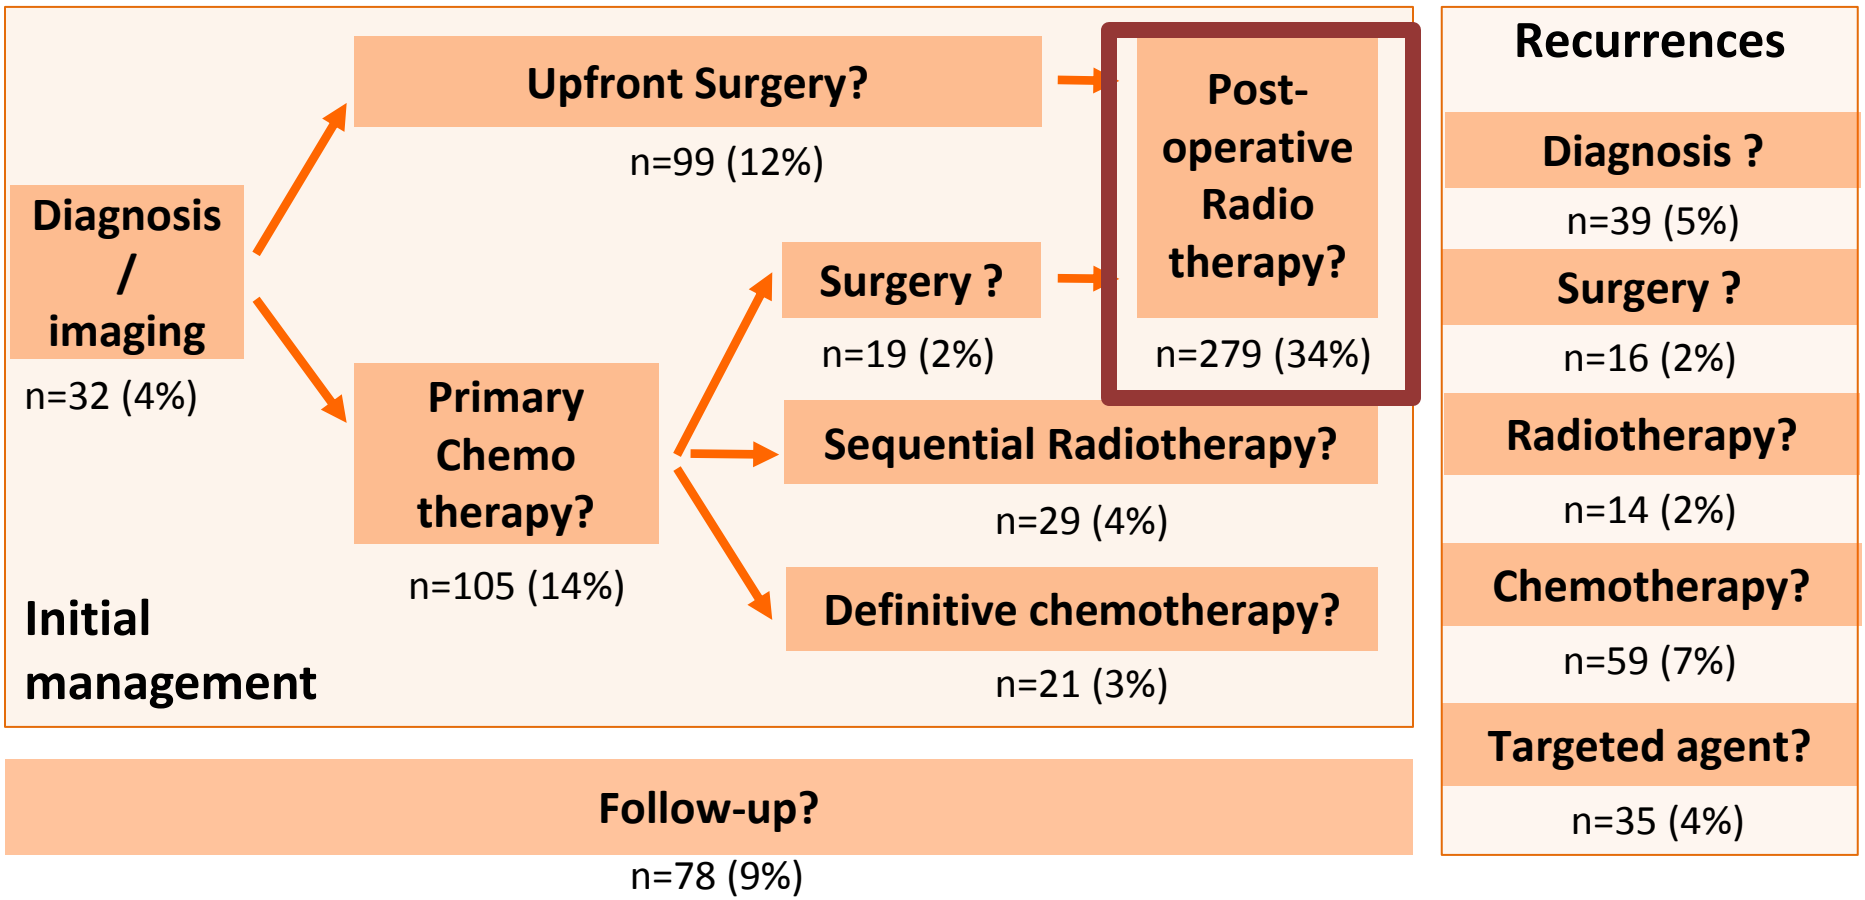 Diagnosis
/
imaging
n=32 (4%)
Initial
management
Upfront Surgery?
n=99 (12%)
Primary
Chemo
therapy?
n=105 (14%)
Surgery ?
n=19 (2%)
Sequential Radiotherapy?
n=29 (4%)
Definitive chemotherapy?
n=21 (3%)
Post-
operative
Radio
therapy?
n=279 (34%)
Follow-up?
n=78 (9%)
Recurrences
Diagnosis ?
n=39 (5%)
Surgery ?
n=16 (2%)
Radiotherapy?
n=14 (2%)
Chemotherapy?
n=59 (7%)
Targeted agent?
n=35 (4%)